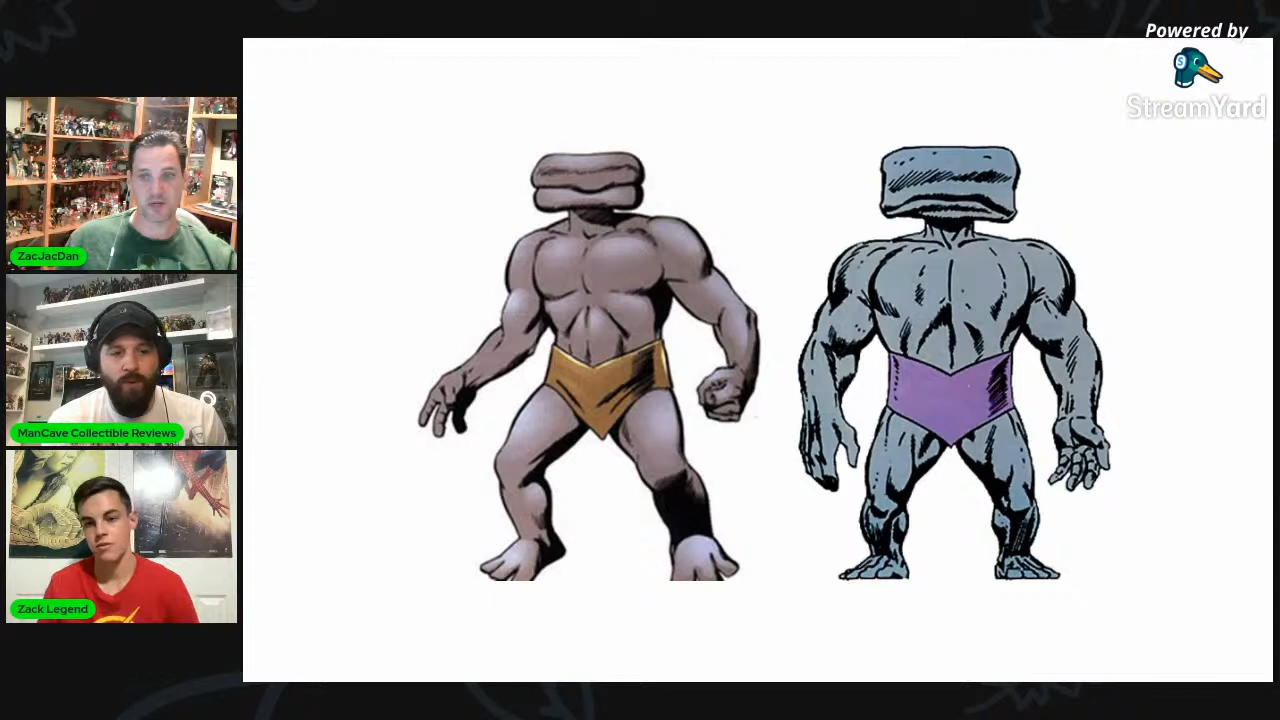 Powered by
StreamYard
ZacJacDan
ManCave Collectible Reviews
Zack Legend